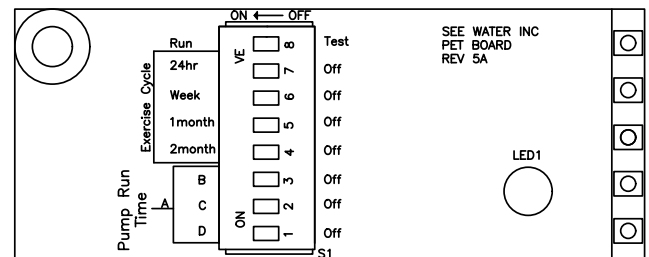 ON ← OFF
SEE WATER INC
PET BOARD
REV 5A
Exercise Cycle
Run VE 8 Test
24hr 7 Off
Week 6 Off
1month 5 Off
2month 4 Off
Pump Run Time
A
B 3 Off
C 2 Off
D ON 1 Off
S1
LED1